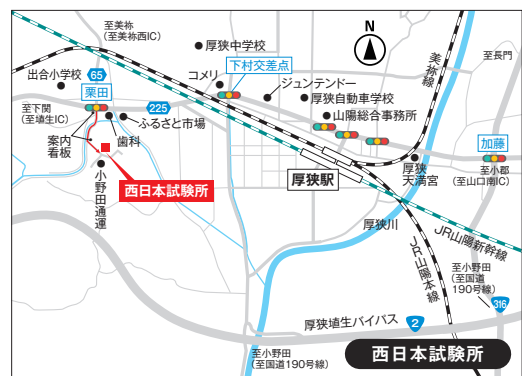 至美祢
(至美祢西IC)
厚狭中学校
N
至長門
出合小学校
65
コメリ
下村交差点
ジュンテンドー
美祢線
栗田
厚狭自動車学校
至下関
(至埴生IC)
225
ふるさと市場
山陽総合事務所
加藤
案内
看板
歯科
厚狭駅
厚狭
天満宮
至小郡
(至山口南IC)
西日本試験所
小野田通運
厚狭川
JR山陽新幹線
JR山陽本線
至小野田
(至国道
190号線)
316
厚狭埴生バイパス
2
至小野田
(至国道190号線)
西日本試験所